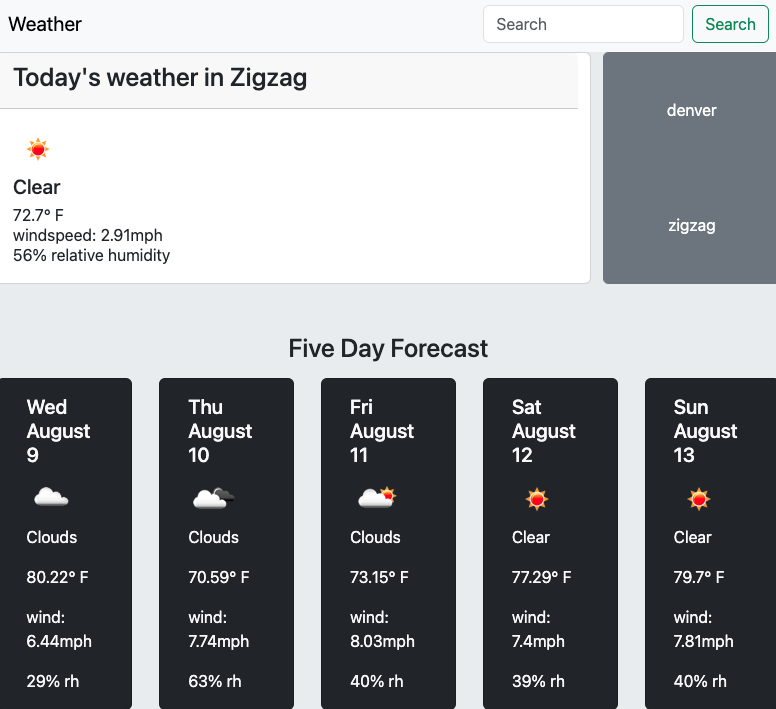 Weather
Search
Search
Today's weather in Zigzag
Clear
72.7° F
windspeed: 2.91mph
56% relative humidity
denver
zigzag
Five Day Forecast
Wed
August
9
Clouds
80.22° F
wind:
6.44mph
29% rh
Thu
August
10
Clouds
70.59° F
wind:
7.74mph
63% rh
Fri
August
11
Clouds
73.15° F
wind:
8.03mph
40% rh
Sat
August
12
Clear
77.29° F
wind:
7.4mph
39% rh
Sun
August
13
Clear
79.7° F
wind:
7.81mph
40% rh